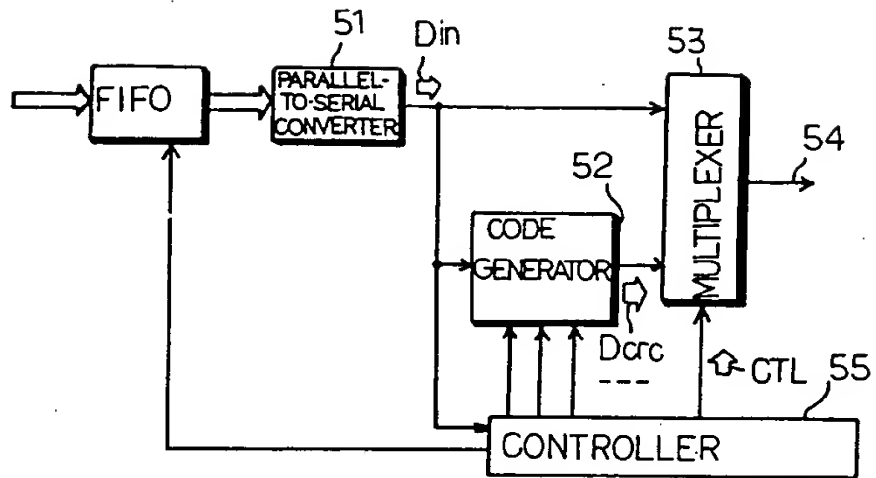 51
Din
53
FIFO
PARALLEL-
TO-SERIAL
CONVERTER
MULTIPLEXER
54
52
CODE
GENERATOR
Dcrc
CTL
55
CONTROLLER